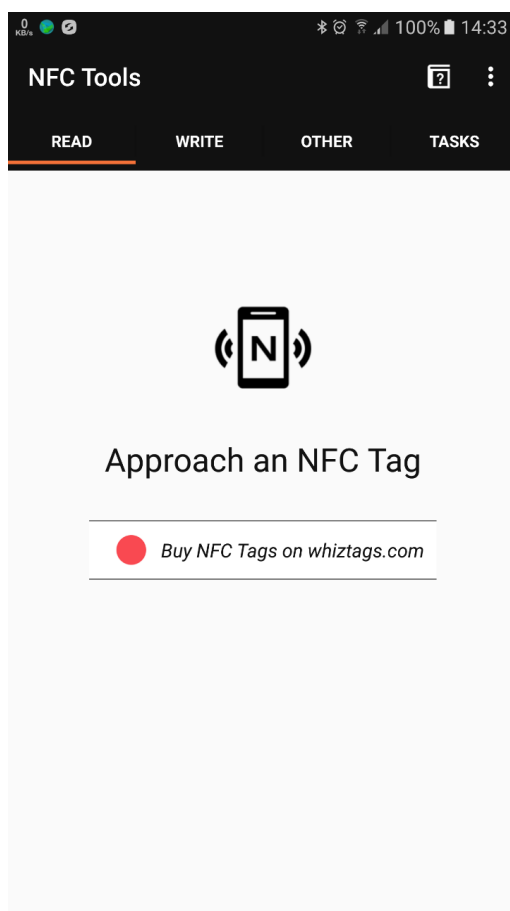 0
KB/s
100% 14:33
NFC Tools
?
READ WRITE OTHER TASKS
N
Approach an NFC Tag
Buy NFC Tags on whiztags.com